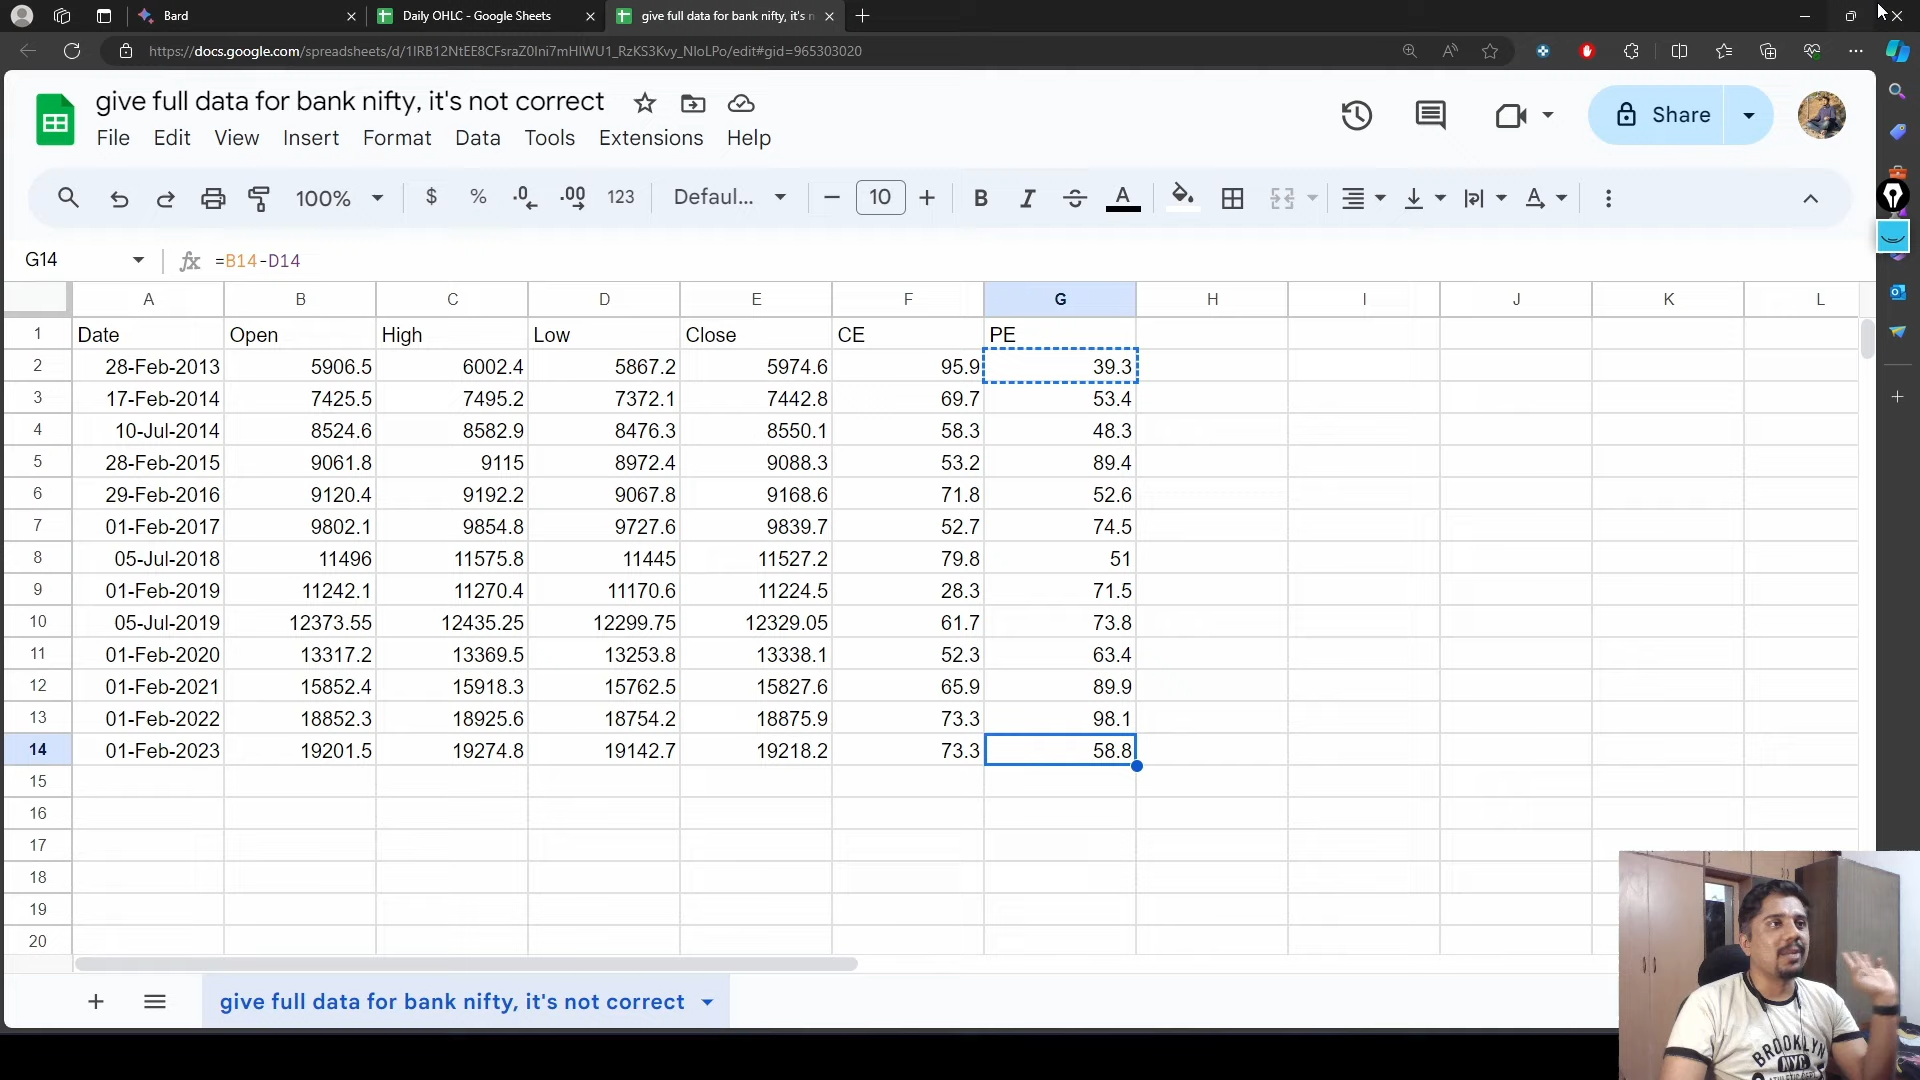 Bard
Daily OHLC - Google Sheets
give full data for bank nifty, it's n
https://docs.google.com/spreadsheets/d/1IRB12NtEE8CFsraZ0Ini7mHIWU1_RzKS3Kvy_NIoLPo/edit#gid=965303020
give full data for bank nifty, it's not correct
Share
File Edit View Insert Format Data Tools Extensions Help
100% $ % .0 .00 123 Defaul... 10 B I S A
G14 fx =B14-D14
A B C D E F G H I J K L
1 Date Open High Low Close CE PE
2 28-Feb-2013 5906.5 6002.4 5867.2 5974.6 95.9 39.3
3 17-Feb-2014 7425.5 7495.2 7372.1 7442.8 69.7 53.4
4 10-Jul-2014 8524.6 8582.9 8476.3 8550.1 58.3 48.3
5 28-Feb-2015 9061.8 9115 8972.4 9088.3 53.2 89.4
6 29-Feb-2016 9120.4 9192.2 9067.8 9168.6 71.8 52.6
7 01-Feb-2017 9802.1 9854.8 9727.6 9839.7 52.7 74.5
8 05-Jul-2018 11496 11575.8 11445 11527.2 79.8 51
9 01-Feb-2019 11242.1 11270.4 11170.6 11224.5 28.3 71.5
10 05-Jul-2019 12373.55 12435.25 12299.75 12329.05 61.7 73.8
11 01-Feb-2020 13317.2 13369.5 13253.8 13338.1 52.3 63.4
12 01-Feb-2021 15852.4 15918.3 15762.5 15827.6 65.9 89.9
13 01-Feb-2022 18852.3 18925.6 18754.2 18875.9 73.3 98.1
14 01-Feb-2023 19201.5 19274.8 19142.7 19218.2 73.3 58.8
15
16
17
18
19
20
give full data for bank nifty, it's not correct
BROOKLYN
NYC